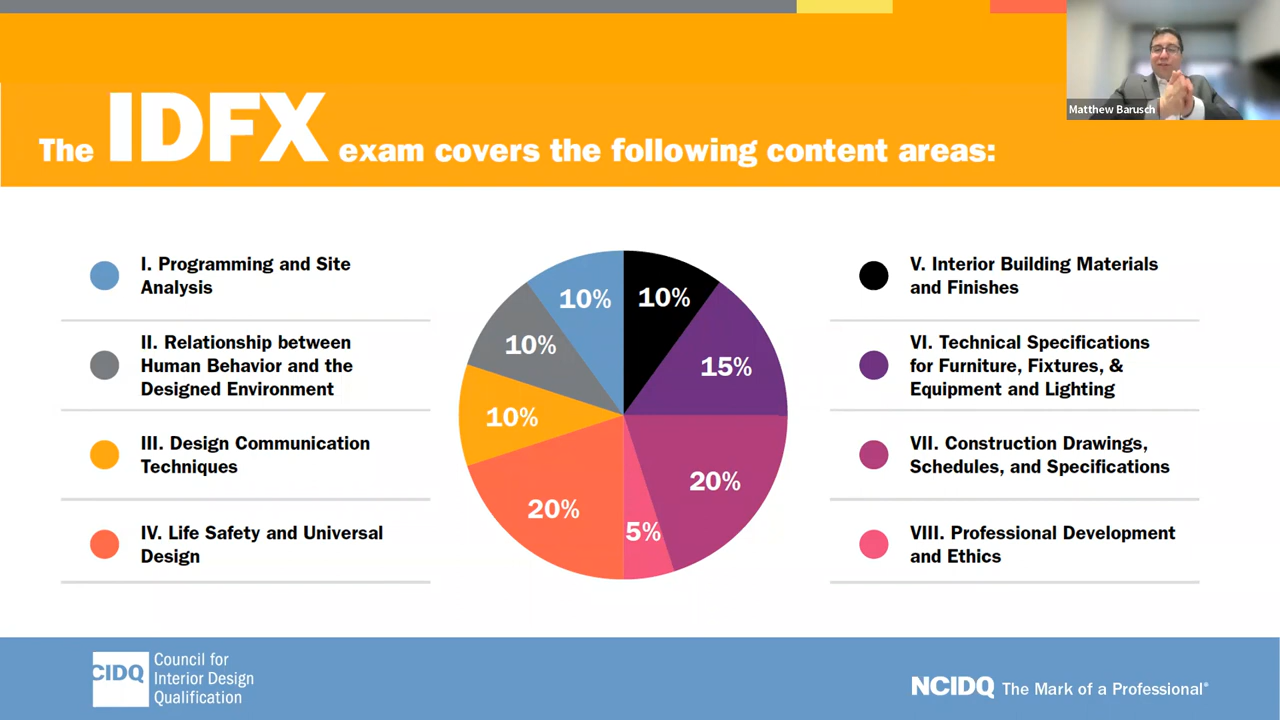 Matthew Barusch
The IDFX exam covers the following content areas:
I. Programming and Site
Analysis
II. Relationship between
Human Behavior and the
Designed Environment
III. Design Communication
Techniques
IV. Life Safety and Universal
Design
10%
10%
10%
15%
10%
20%
20%
5%
V. Interior Building Materials
and Finishes
VI. Technical Specifications
for Furniture, Fixtures, &
Equipment and Lighting
VII. Construction Drawings,
Schedules, and Specifications
VIII. Professional Development
and Ethics
CIDQ
Council for
Interior Design
Qualification
NCIDQ The Mark of a Professional®